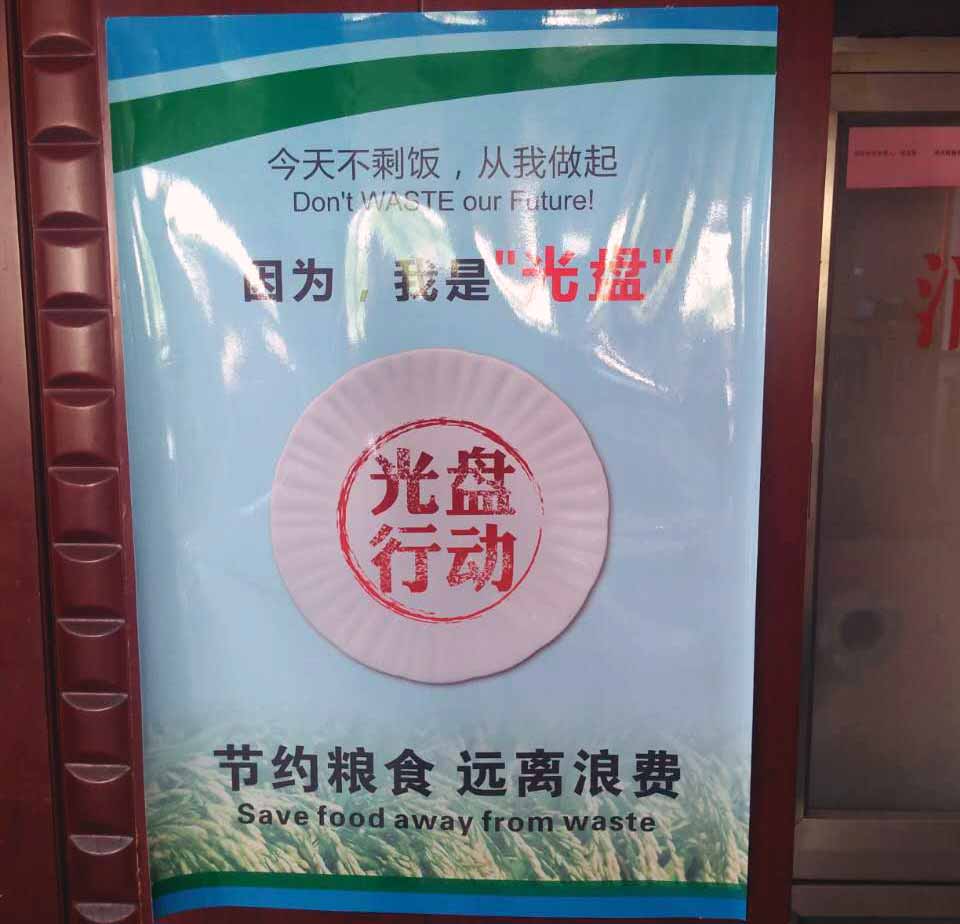 今天不剩饭，从我做起
Don't WASTE our Future!
因为，我是"光盘"
光盘
行动
节约粮食 远离浪费
Save food away from waste